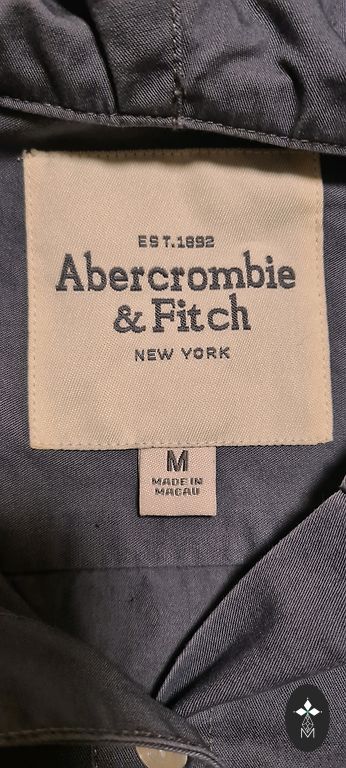 EST.1892
Abercrombie
& Fitch
NEW YORK
M
MADE IN
MACAU
M